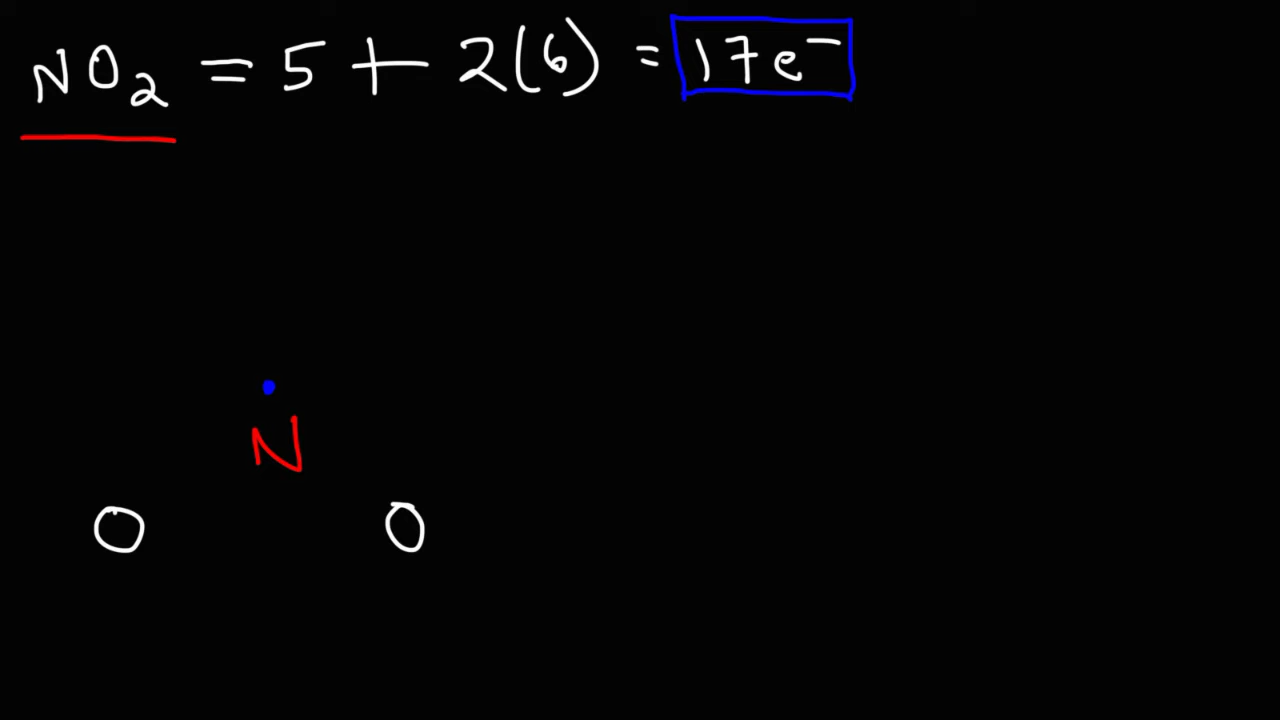 NO₂ = 5 + 2(6) = 17e⁻
N
O O